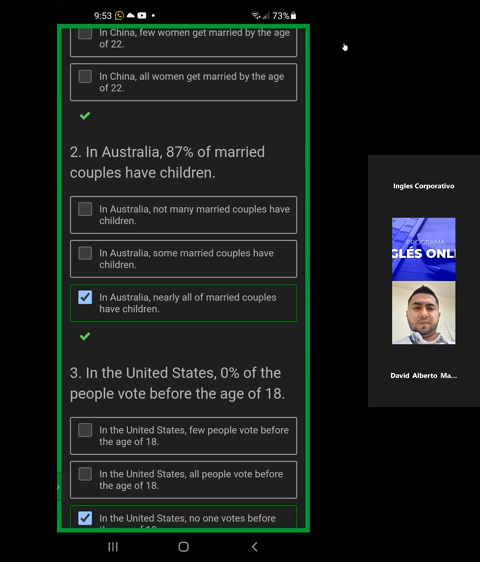 9:53
73%
In China, few women get married by the age
of 22.
In China, all women get married by the age
of 22.
2. In Australia, 87% of married
couples have children.
In Australia, not many married couples have
children.
In Australia, some married couples have
children.
In Australia, nearly all of married couples
have children.
3. In the United States, 0% of the
people vote before the age of 18.
In the United States, few people vote before
the age of 18.
In the United States, all people vote before
the age of 18.
In the United States, no one votes before
the age of 18.
Ingles Corporativo
PROGRAMA
GLÉS ONL
David Alberto Ma...